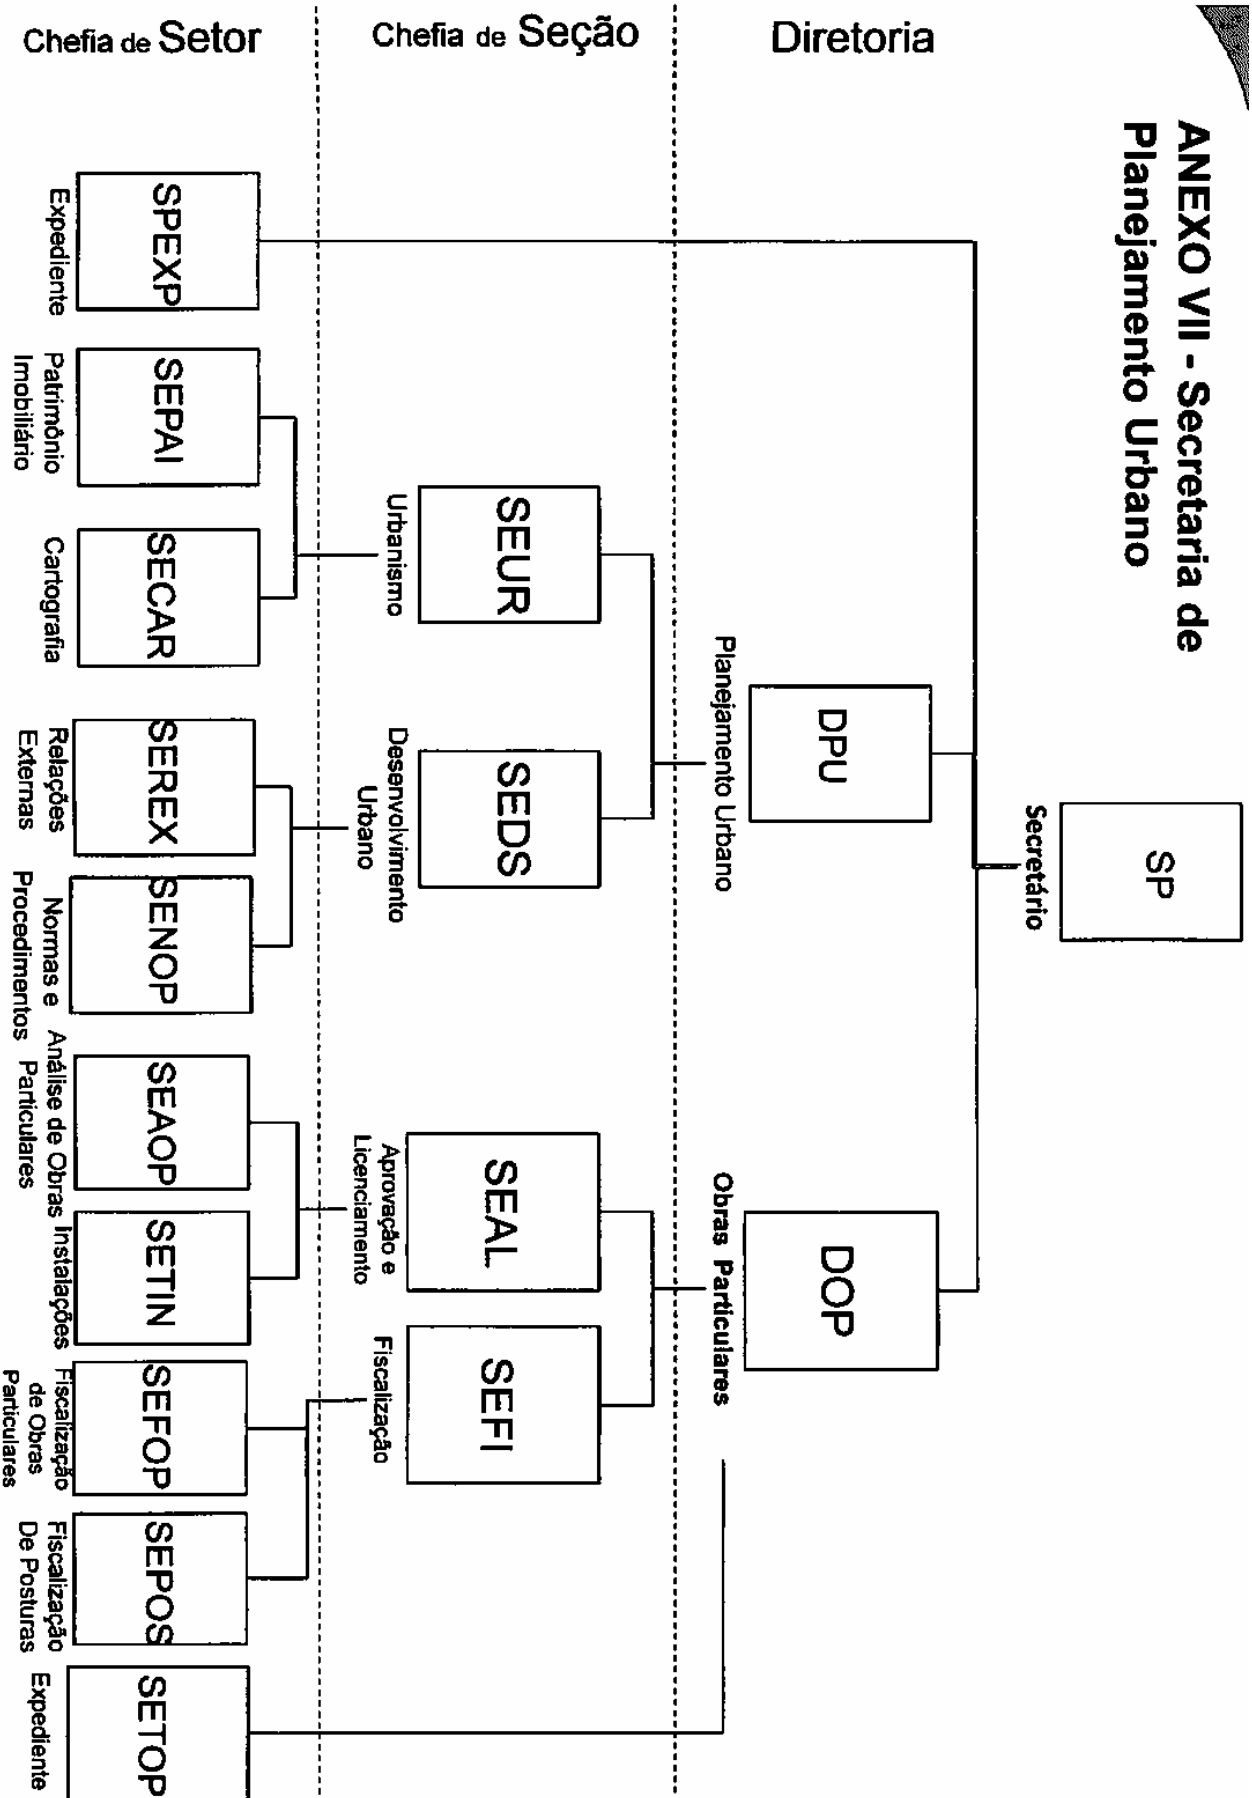 ANEXO VII - Secretaria de
Planejamento Urbano
SP
Secretário
Diretoria
DPU
Planejamento Urbano
DOP
Obras Particulares
Chefia de Seção
SEUR
Urbanismo
SEDS
Desenvolvimento
Urbano
SEAL
Aprovação e
Licenciamento
SEFI
Fiscalização
Chefia de Setor
SPEXP
Expediente
SEPAI
Patrimônio
Imobiliário
SECAR
Cartografia
SEREX
Relações
Externas
SENOP
Normas e
Procedimentos
SEAOP
Análise de Obras
Particulares
SETIN
Instalações
SEFOP
Fiscalização
de Obras
Particulares
SEPOS
Fiscalização
De Posturas
SETOP
Expediente